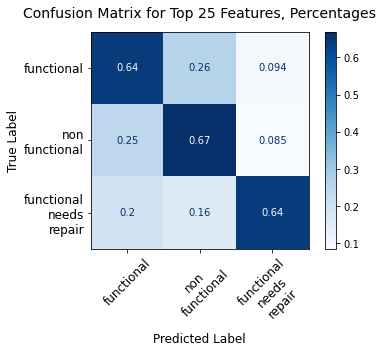 Confusion Matrix for Top 25 Features, Percentages
True Label
functional
0.64
0.26
0.094
non
functional
0.25
0.67
0.085
functional
needs
repair
0.2
0.16
0.64
functional
non
functional
functional
needs
repair
Predicted Label
0.6
0.5
0.4
0.3
0.2
0.1